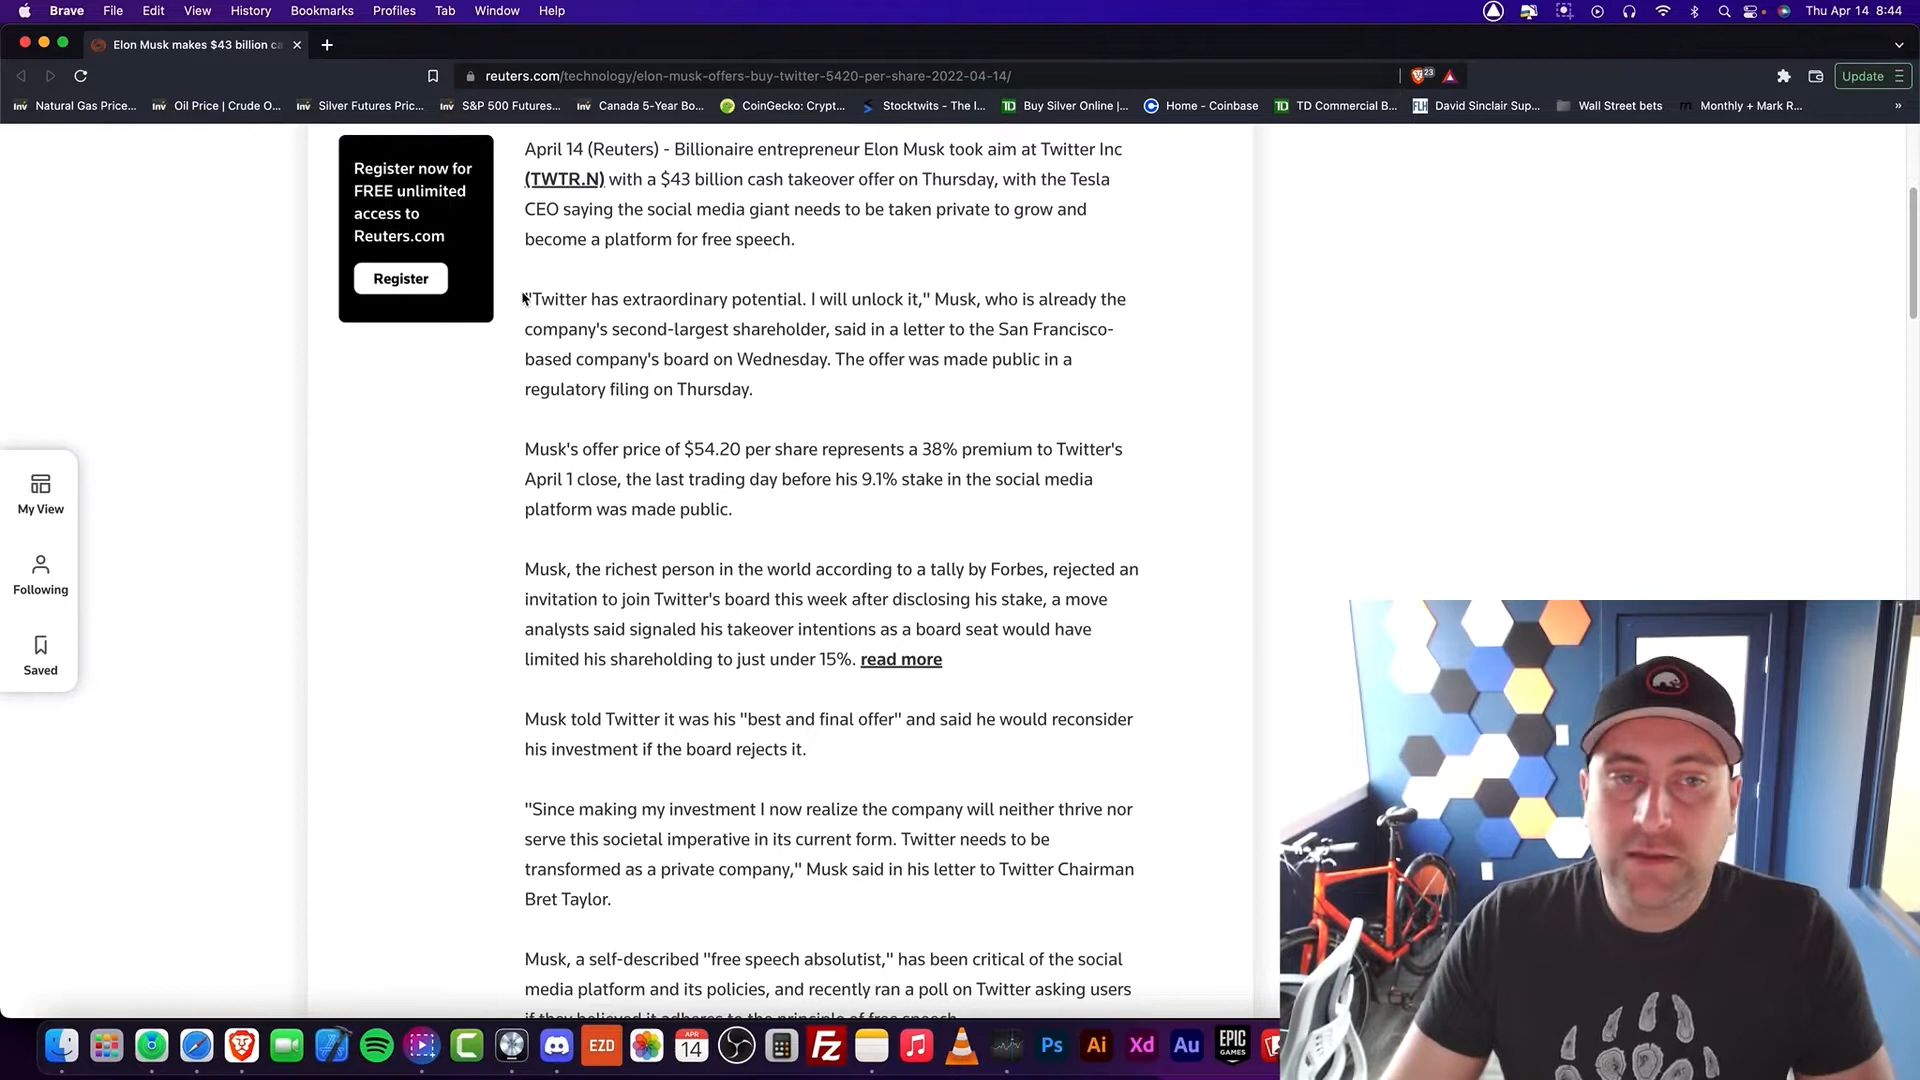 Brave File Edit View History Bookmarks Profiles Tab Window Help Thu Apr 14 8:44
Elon Musk makes $43 billion ca
reuters.com/technology/elon-musk-offers-buy-twitter-5420-per-share-2022-04-14/ 23 Update
Natural Gas Price... Oil Price | Crude O... Silver Futures Pric... S&P 500 Futures... Canada 5-Year Bo... CoinGecko: Crypt... Stocktwits - The l... Buy Silver Online |... Home - Coinbase TD Commercial B... David Sinclair Sup... Wall Street bets Monthly + Mark R... »
Register now for
FREE unlimited
access to
Reuters.com
Register
April 14 (Reuters) - Billionaire entrepreneur Elon Musk took aim at Twitter Inc
(TWTR.N) with a $43 billion cash takeover offer on Thursday, with the Tesla
CEO saying the social media giant needs to be taken private to grow and
become a platform for free speech.
"Twitter has extraordinary potential. I will unlock it," Musk, who is already the
company's second-largest shareholder, said in a letter to the San Francisco-
based company's board on Wednesday. The offer was made public in a
regulatory filing on Thursday.
Musk's offer price of $54.20 per share represents a 38% premium to Twitter's
April 1 close, the last trading day before his 9.1% stake in the social media
platform was made public.
Musk, the richest person in the world according to a tally by Forbes, rejected an
invitation to join Twitter's board this week after disclosing his stake, a move
analysts said signaled his takeover intentions as a board seat would have
limited his shareholding to just under 15%. read more
Musk told Twitter it was his "best and final offer" and said he would reconsider
his investment if the board rejects it.
"Since making my investment I now realize the company will neither thrive nor
serve this societal imperative in its current form. Twitter needs to be
transformed as a private company," Musk said in his letter to Twitter Chairman
Bret Taylor.
Musk, a self-described "free speech absolutist," has been critical of the social
media platform and its policies, and recently ran a poll on Twitter asking users
if they believed it adheres to the principle of free speech
My View
Following
Saved
EZD APR 14 Fz Ps Ai Xd Au EPIC GAMES